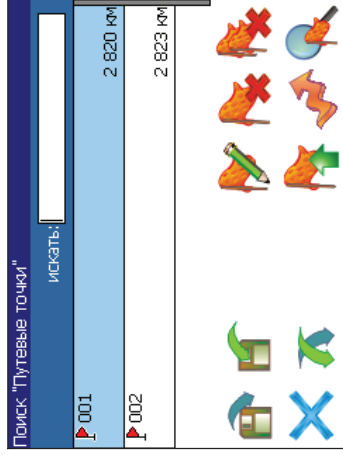 Поиск "Путевые точки"
искать:
001 2 820 км
002 2 823 км